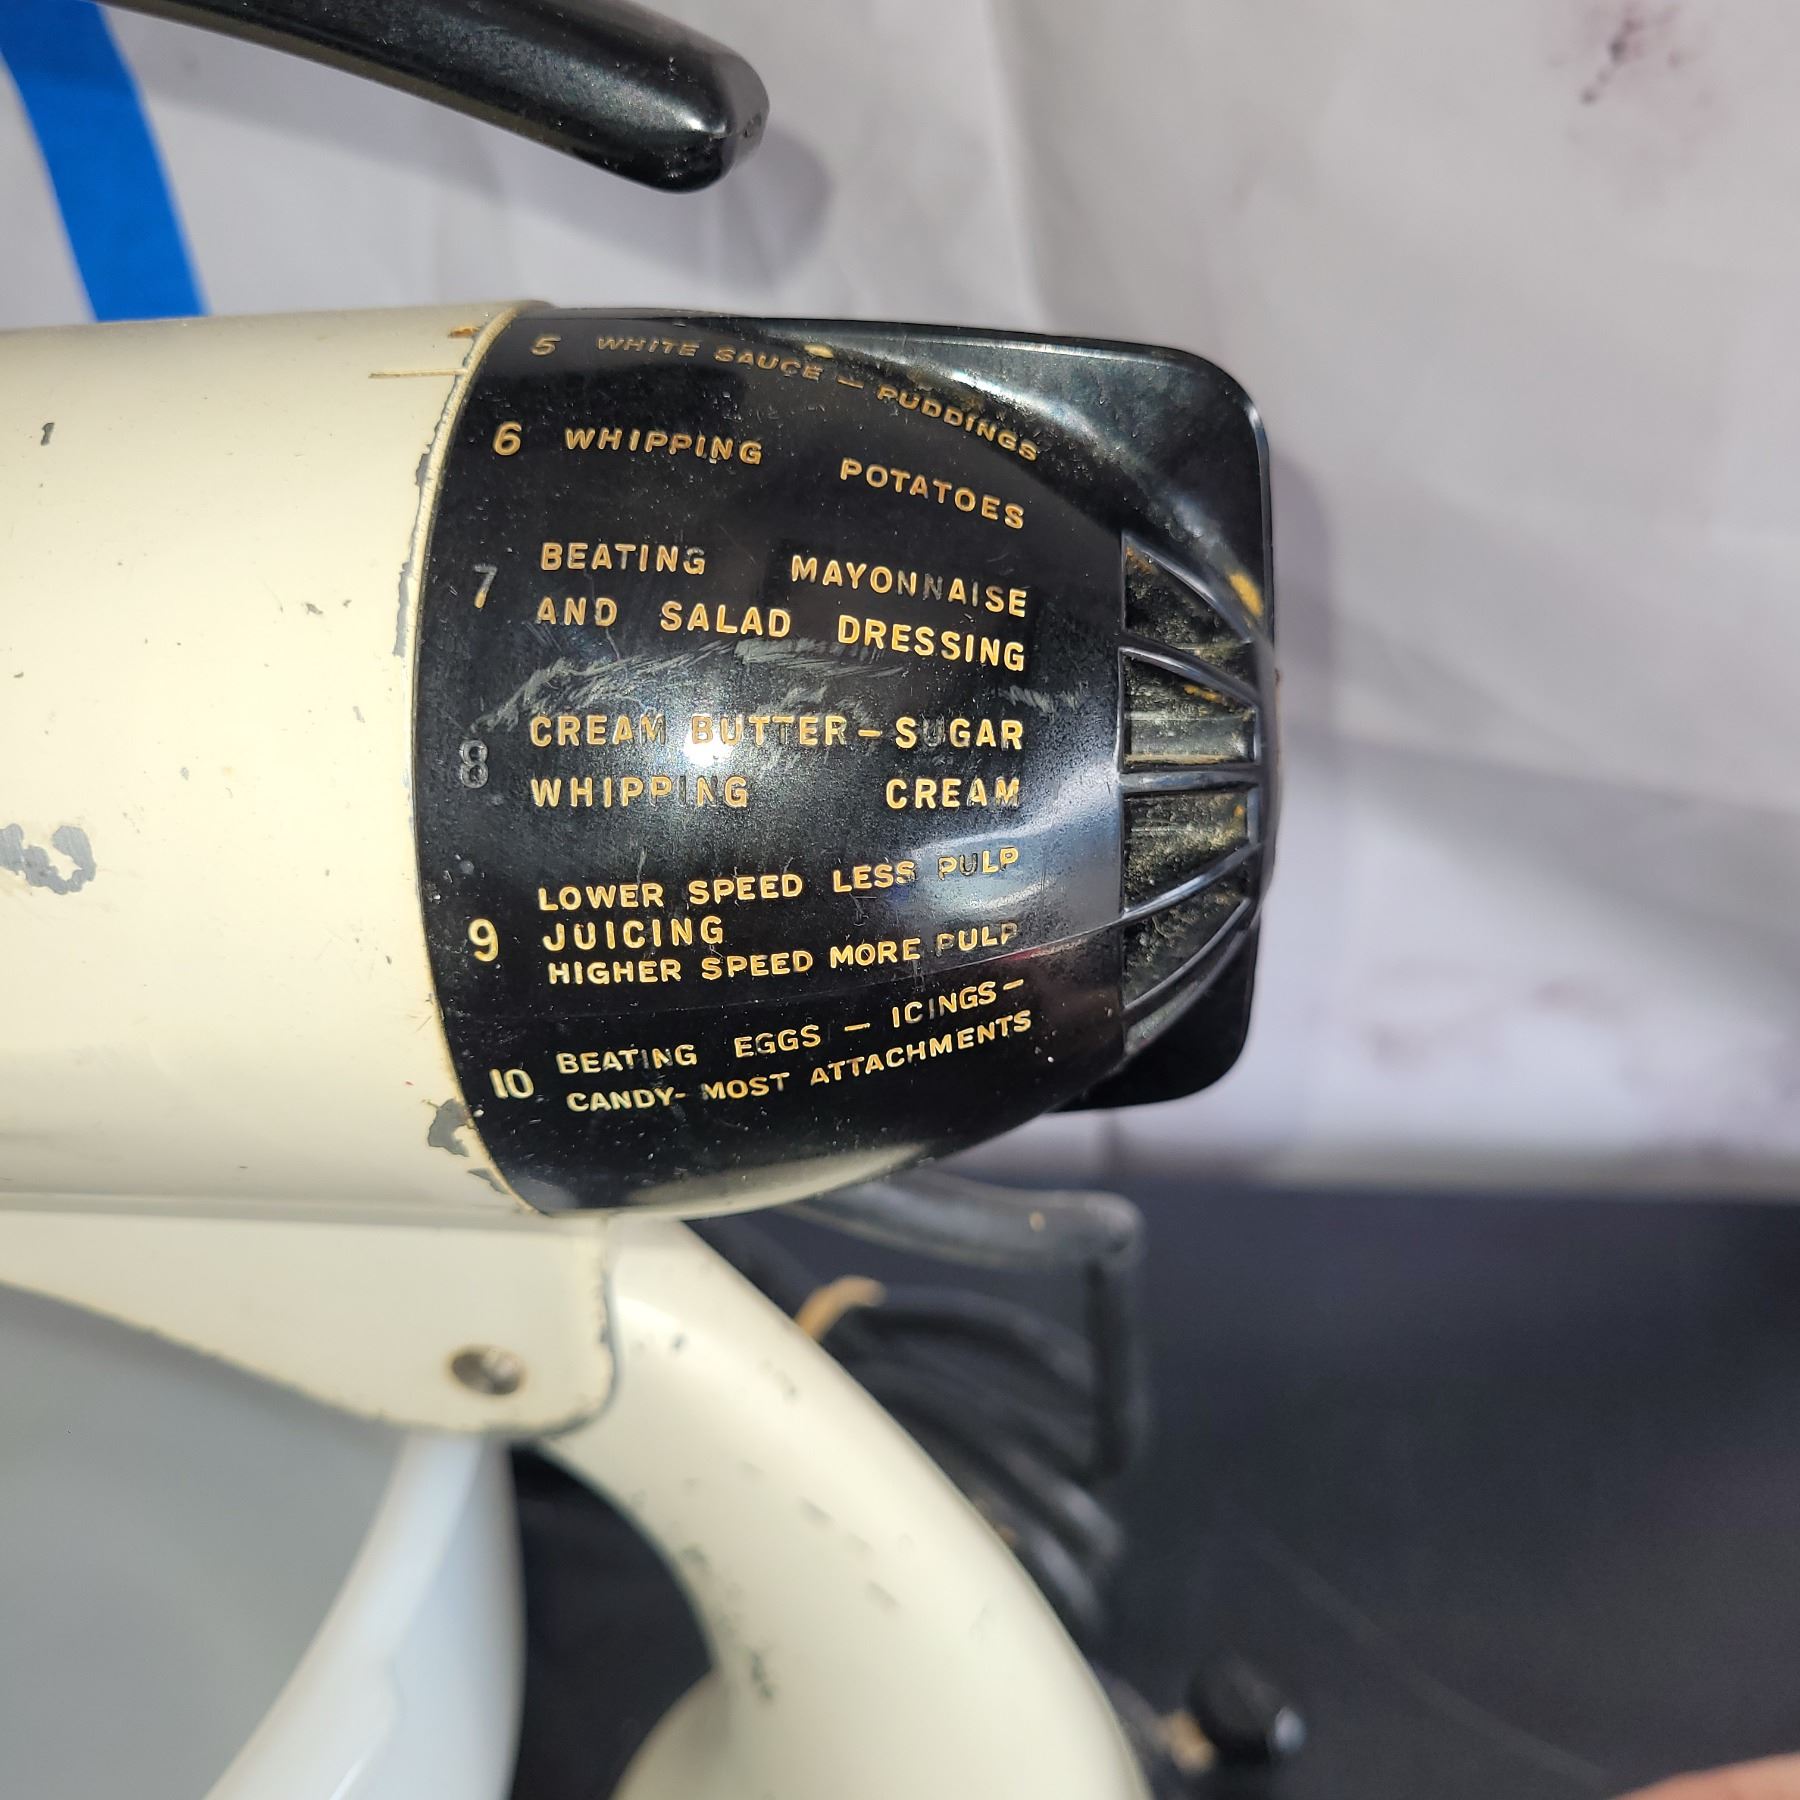 5 WHITE SAUCE – PUDDINGS
6 WHIPPING POTATOES
7 BEATING MAYONNAISE
AND SALAD DRESSING
8 CREAM BUTTER – SUGAR
WHIPPING CREAM
LOWER SPEED LESS PULP
9 JUICING
HIGHER SPEED MORE PULP
10 BEATING EGGS – ICINGS –
CANDY- MOST ATTACHMENTS